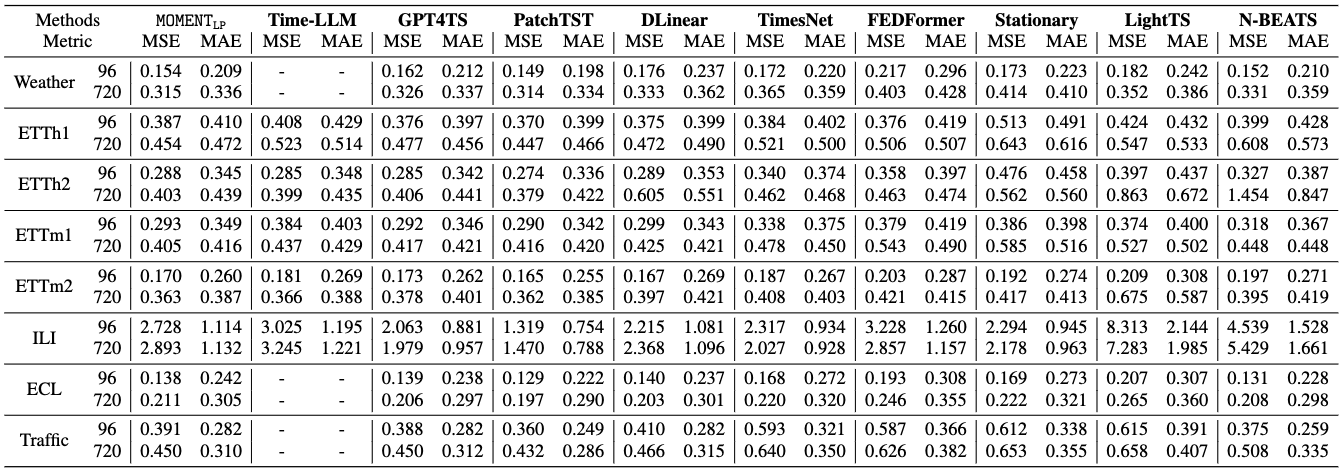 Methods MOMENT_LP Time-LLM GPT4TS PatchTST DLinear TimesNet FEDFormer Stationary LightTS N-BEATS
Metric MSE MAE MSE MAE MSE MAE MSE MAE MSE MAE MSE MAE MSE MAE MSE MAE MSE MAE MSE MAE
Weather 96 0.154 0.209 - - 0.162 0.212 0.149 0.198 0.176 0.237 0.172 0.220 0.217 0.296 0.173 0.223 0.182 0.242 0.152 0.210
720 0.315 0.336 - - 0.326 0.337 0.314 0.334 0.333 0.362 0.365 0.359 0.403 0.428 0.414 0.410 0.352 0.386 0.331 0.359
ETTh1 96 0.387 0.410 0.408 0.429 0.376 0.397 0.370 0.399 0.375 0.399 0.384 0.402 0.376 0.419 0.513 0.491 0.424 0.432 0.399 0.428
720 0.454 0.472 0.523 0.514 0.477 0.456 0.447 0.466 0.472 0.490 0.521 0.500 0.506 0.507 0.643 0.616 0.547 0.533 0.608 0.573
ETTh2 96 0.288 0.345 0.285 0.348 0.285 0.342 0.274 0.336 0.289 0.353 0.340 0.374 0.358 0.397 0.476 0.458 0.397 0.437 0.327 0.387
720 0.403 0.439 0.399 0.435 0.406 0.441 0.379 0.422 0.605 0.551 0.462 0.468 0.463 0.474 0.562 0.560 0.863 0.672 1.454 0.847
ETTm1 96 0.293 0.349 0.384 0.403 0.292 0.346 0.290 0.342 0.299 0.343 0.338 0.375 0.379 0.419 0.386 0.398 0.374 0.400 0.318 0.367
720 0.405 0.416 0.437 0.429 0.417 0.421 0.416 0.420 0.425 0.421 0.478 0.450 0.543 0.490 0.585 0.516 0.527 0.502 0.448 0.448
ETTm2 96 0.170 0.260 0.181 0.269 0.173 0.262 0.165 0.255 0.167 0.269 0.187 0.267 0.203 0.287 0.192 0.274 0.209 0.308 0.197 0.271
720 0.363 0.387 0.366 0.388 0.378 0.401 0.362 0.385 0.397 0.421 0.408 0.403 0.421 0.415 0.417 0.413 0.675 0.587 0.395 0.419
ILI 96 2.728 1.114 3.025 1.195 2.063 0.881 1.319 0.754 2.215 1.081 2.317 0.934 3.228 1.260 2.294 0.945 8.313 2.144 4.539 1.528
720 2.893 1.132 3.245 1.221 1.979 0.957 1.470 0.788 2.368 1.096 2.027 0.928 2.857 1.157 2.178 0.963 7.283 1.985 5.429 1.661
ECL 96 0.138 0.242 - - 0.139 0.238 0.129 0.222 0.140 0.237 0.168 0.272 0.193 0.308 0.169 0.273 0.207 0.307 0.131 0.228
720 0.211 0.305 - - 0.206 0.297 0.197 0.290 0.203 0.301 0.220 0.320 0.246 0.355 0.222 0.321 0.265 0.360 0.208 0.298
Traffic 96 0.391 0.282 - - 0.388 0.282 0.360 0.249 0.410 0.282 0.593 0.321 0.587 0.366 0.612 0.338 0.615 0.391 0.375 0.259
720 0.450 0.310 - - 0.450 0.312 0.432 0.286 0.466 0.315 0.640 0.350 0.626 0.382 0.653 0.355 0.658 0.407 0.508 0.335